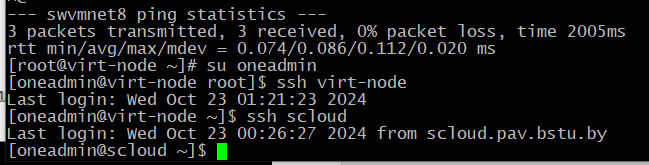 --- swvmnet8 ping statistics ---
3 packets transmitted, 3 received, 0% packet loss, time 2005ms
rtt min/avg/max/mdev = 0.074/0.086/0.112/0.020 ms
[root@virt-node ~]# su oneadmin
[oneadmin@virt-node root]$ ssh virt-node
Last login: Wed Oct 23 01:21:23 2024
[oneadmin@virt-node ~]$ ssh scloud
Last login: Wed Oct 23 00:26:27 2024 from scloud.pav.bstu.by
[oneadmin@scloud ~]$